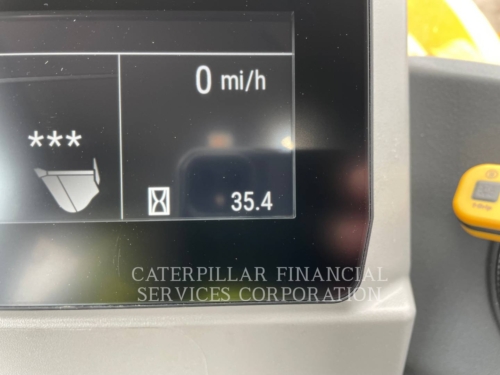 0 mi/h
***
35.4
CATERPILLAR FINANCIAL
SERVICES CORPORATION